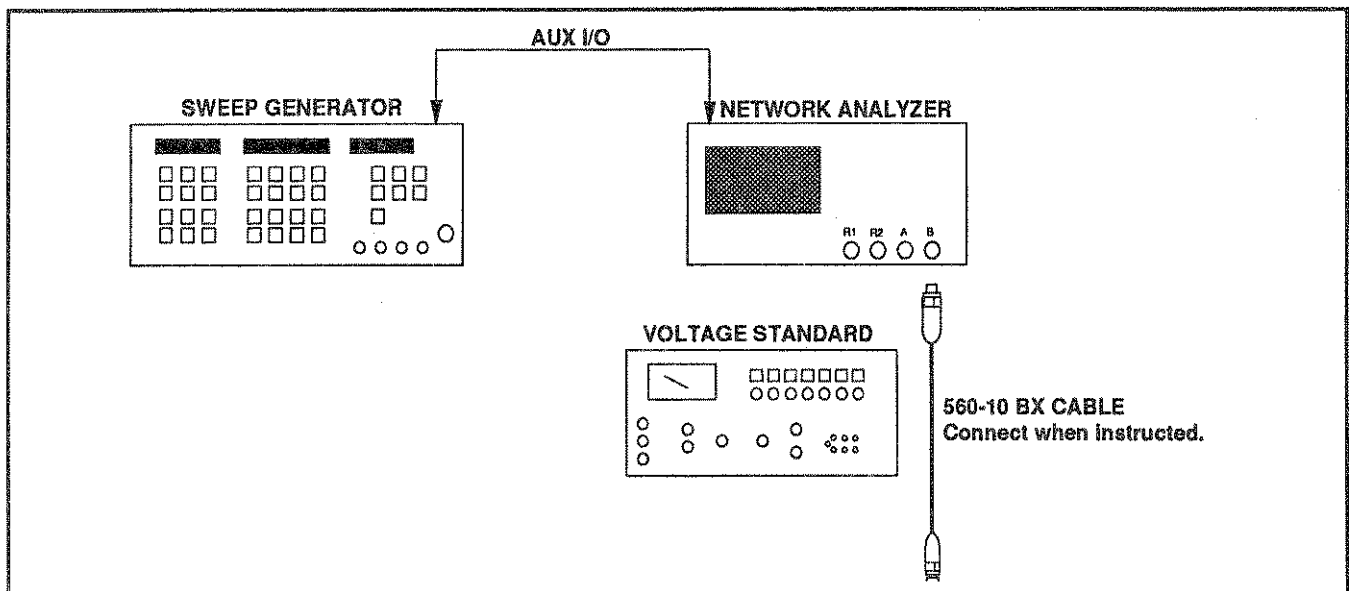 AUX I/O
SWEEP GENERATOR
NETWORK ANALYZER
R1 R2 A B
VOLTAGE STANDARD
560-10 BX CABLE
Connect when instructed.